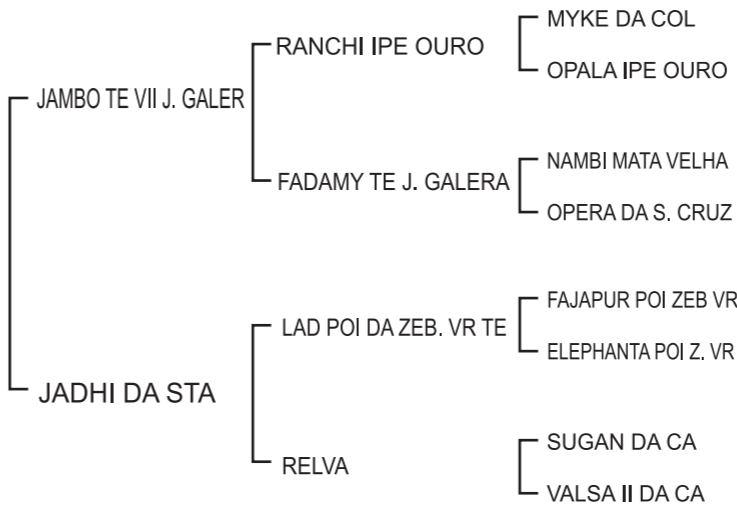 MYKE DA COL
RANCHI IPE OURO
OPALA IPE OURO
JAMBO TE VII J. GALER
NAMBI MATA VELHA
FADAMY TE J. GALERA
OPERA DA S. CRUZ
FAJAPUR POI ZEB VR
LAD POI DA ZEB. VR TE
ELEPHANTA POI Z. VR
JADHI DA STA
SUGAN DA CA
RELVA
VALSA II DA CA